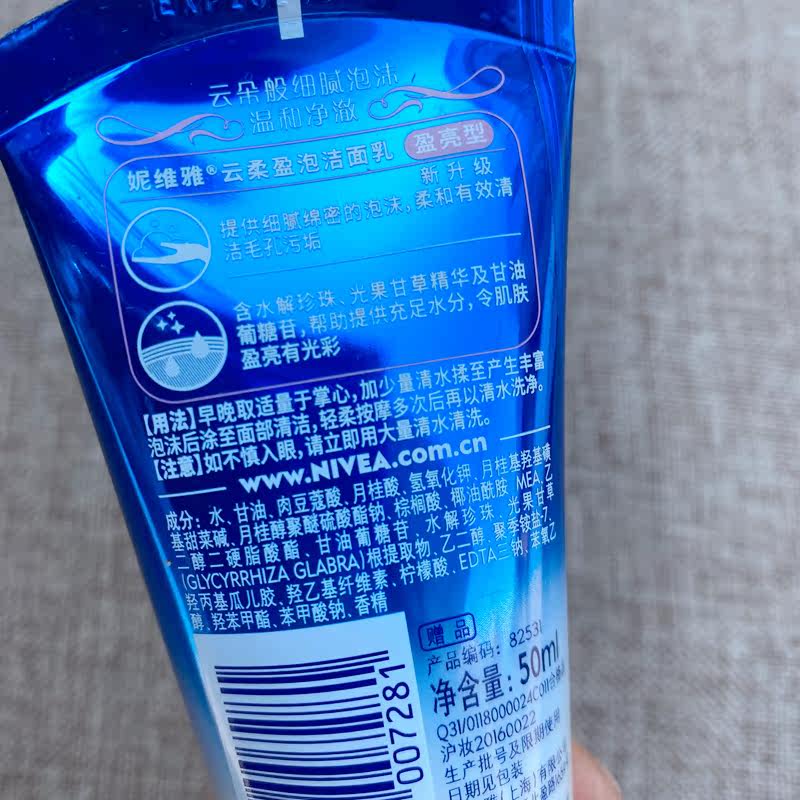 云朵般细腻泡沫
温和净澈
妮维雅®云柔盈泡洁面乳 盈亮型
新升级
提供细腻绵密的泡沫,柔和有效清
洁毛孔污垢
含水解珍珠、光果甘草精华及甘油
葡糖苷,帮助提供充足水分,令肌肤
盈亮有光彩
【用法】早晚取适量于掌心,加少量清水揉至产生丰富
泡沫后涂至面部清洁,轻柔按摩多次后再以清水洗净。
【注意】如不慎入眼,请立即用大量清水清洗。
www.NIVEA.com.cn
成分:水、甘油、肉豆蔻酸、月桂酸、氢氧化钾、月桂基羟基磺
基甜菜碱、月桂醇聚醚硫酸酯钠、棕榈酸、椰油酰胺 MEA、乙
二醇二硬脂酸酯、甘油葡糖苷、水解珍珠、光果甘草
(GLYCYRRHIZA GLABRA)根提取物、乙二醇、聚季铵盐-7、
羟丙基瓜儿胶、羟乙基纤维素、柠檬酸、EDTA三钠、苯氧乙
醇、羟苯甲酯、苯甲酸钠、香精
赠品
产品编码:8253
净含量:50ml
Q31/0118000024C011
沪妆20160022
生产批号及限期使用
日期见包装
(上海)有限公司
007281